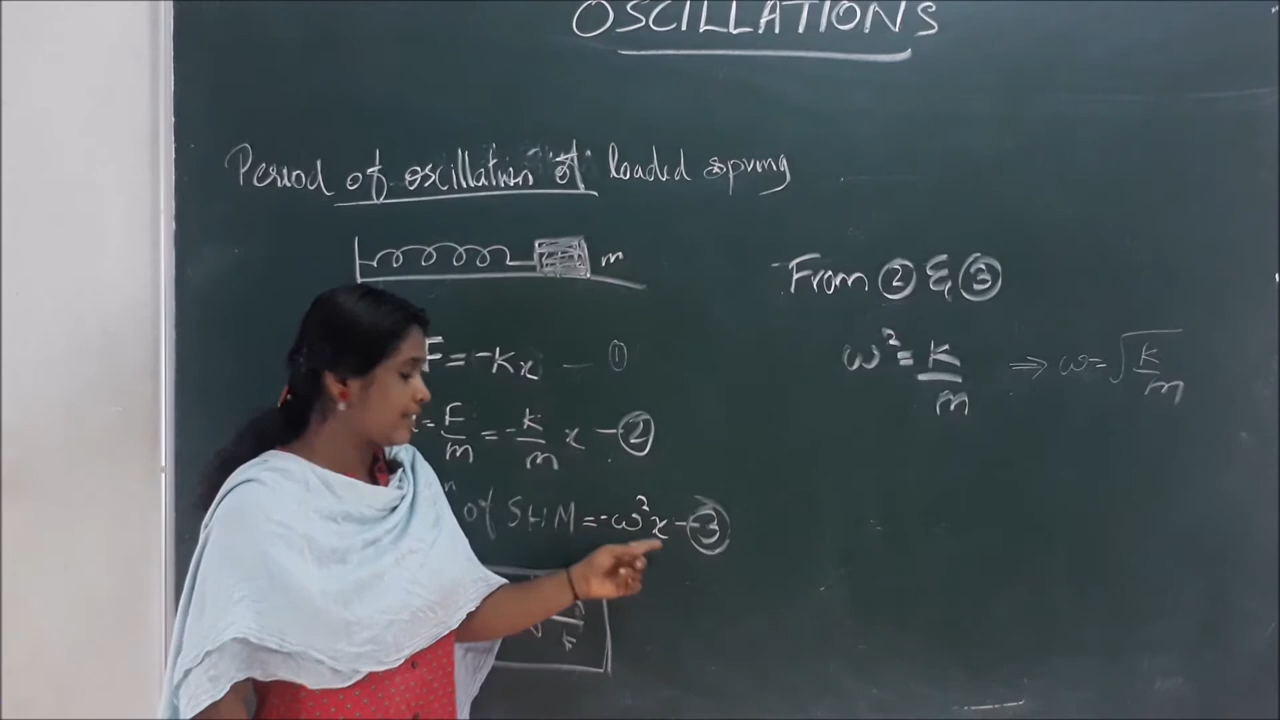 OSCILLATIONS
Period of oscillation of loaded spring
m
F = -kx — ①
= F/m = -k/m x — ②
of SHM = -ω²x — ③
From ② & ③
ω² = k/m ⇒ ω = √k/m